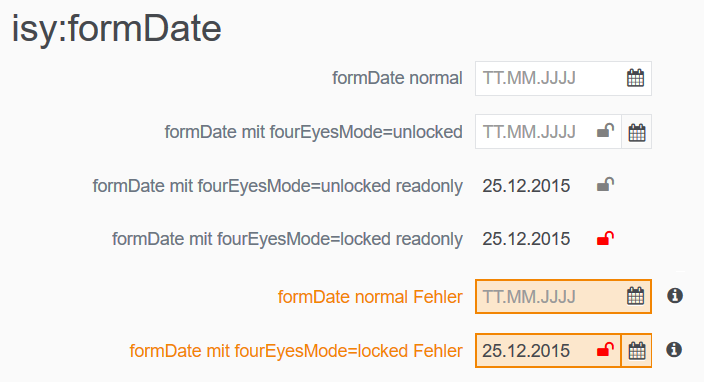 isy:formDate
formDate normal TT.MM.JJJJ
formDate mit fourEyesMode=unlocked TT.MM.JJJJ
formDate mit fourEyesMode=unlocked readonly 25.12.2015
formDate mit fourEyesMode=locked readonly 25.12.2015
formDate normal Fehler TT.MM.JJJJ
formDate mit fourEyesMode=locked Fehler 25.12.2015